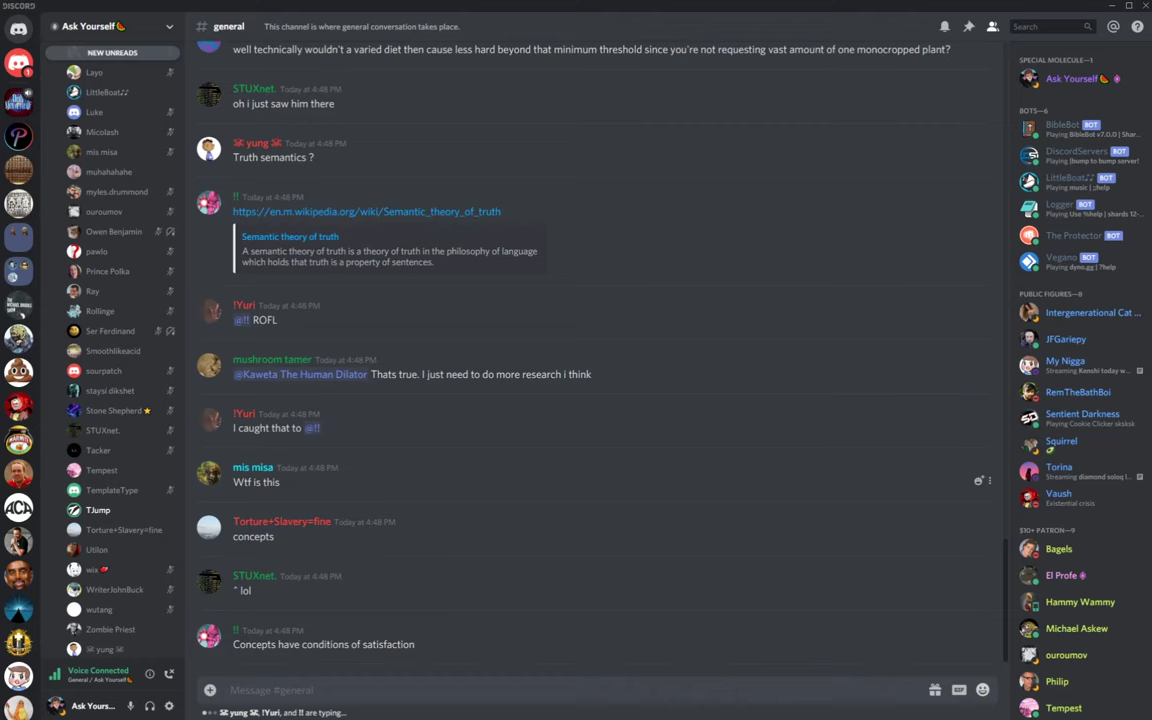 DISCORD
Ask Yourself🍉
NEW UNREADS
Layo
LittleBoat♪♪
Luke
Micolash
mis misa
muhahahahe
myles.drummond
ouroumov
Owen Benjamin
pawlo
Prince Polka
Ray
Rollinge
Ser Ferdinand
Smoothlikeacid
sourpatch
staysi dikshet
Stone Shepherd⭐
STUXnet.
Tacker
Tempest
TemplateType
TJump
Torture+Slavery=fine
Utilon
wix
WriterJohnBuck
wutang
Zombie Priest
yung
Voice Connected
General / Ask Yourself🍉
Ask Yours...
# general
This channel is where general conversation takes place.
Search
well technically wouldn't a varied diet then cause less hard beyond that minimum threshold since you're not requesting vast amount of one monocropped plant?
STUXnet. Today at 4:48 PM
oh i just saw him there
yung Today at 4:48 PM
Truth semantics ?
!! Today at 4:48 PM
https://en.m.wikipedia.org/wiki/Semantic_theory_of_truth
Semantic theory of truth
A semantic theory of truth is a theory of truth in the philosophy of language
which holds that truth is a property of sentences.
!Yuri Today at 4:48 PM
@!! ROFL
mushroom tamer Today at 4:48 PM
@Kaweta The Human Dilator Thats true. I just need to do more research i think
!Yuri Today at 4:48 PM
I caught that to @!!
mis misa Today at 4:48 PM
Wtf is this
Torture+Slavery=fine Today at 4:48 PM
concepts
STUXnet. Today at 4:48 PM
^ lol
!! Today at 4:48 PM
Concepts have conditions of satisfaction
Message #general
GIF
yung, !Yuri, and !! are typing...
SPECIAL MOLECULE—1
Ask Yourself🍉
BOTS—6
BibleBot BOT
Playing BibleBot v7.0.0 | Shar...
DiscordServers BOT
Playing (!bump to bump server!
LittleBoat♪♪ BOT
Playing music | ;;help
Logger BOT
Playing Use %help | shards 12-...
The Protector BOT
Vegano BOT
Playing dyno.gg | ?help
PUBLIC FIGURES—8
Intergenerational Cat ...
JFGariepy
My Nigga
Streaming Kenshi today w...
RemTheBathBoi
Sentient Darkness
Playing Cookie Clicker sksksk
Squirrel
🥑
Torina
Streaming diamond soloq l...
Vaush
Existential crisis
$10+ PATRON—9
Bagels
El Profe
Hammy Wammy
Michael Askew
ouroumov
Philip
Tempest